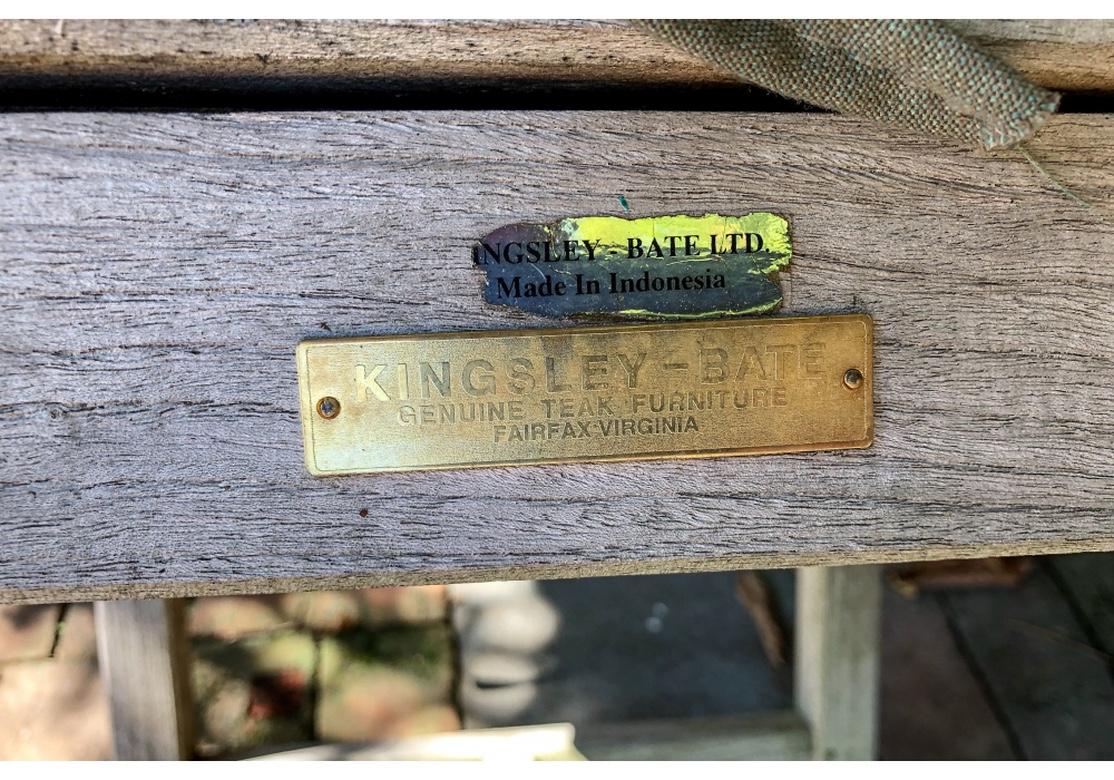 INGSLEY - BATE LTD.
Made In Indonesia
KINGSLEY-BATE
GENUINE TEAK FURNITURE
FAIRFAX VIRGINIA